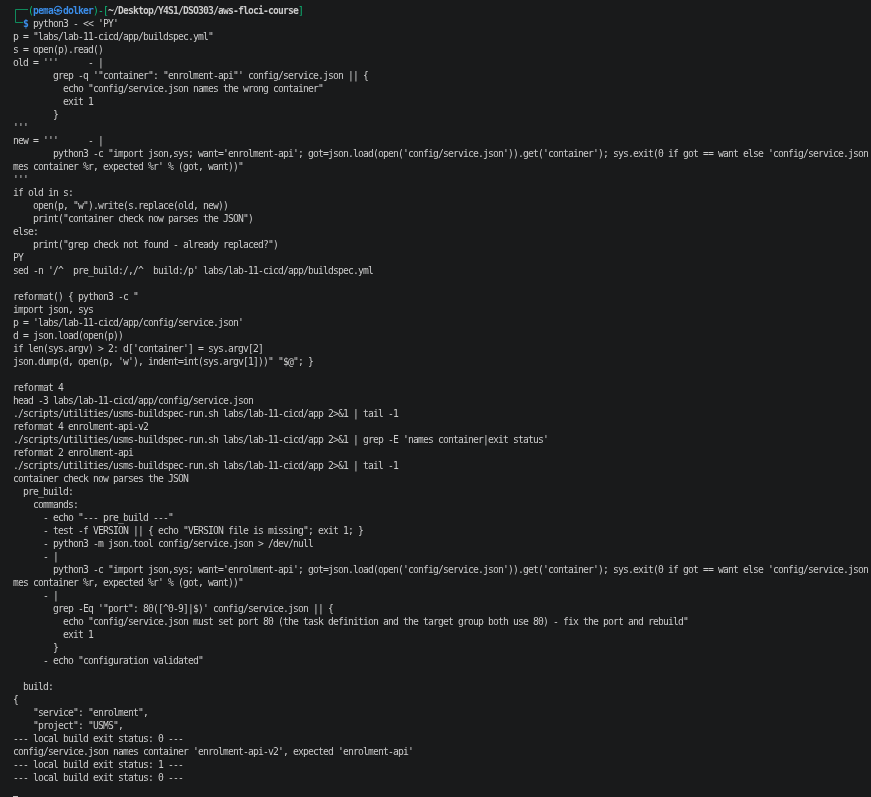 ┌──(pema㉿dolker)-[~/Desktop/Y4S1/DSO303/aws-floci-course]
└─$ python3 - << 'PY'
p = "labs/lab-11-cicd/app/buildspec.yml"
s = open(p).read()
old = '''      - |
        grep -q '"container": "enrolment-api"' config/service.json || {
          echo "config/service.json names the wrong container"
          exit 1
        }
'''
new = '''      - |
        python3 -c "import json,sys; want='enrolment-api'; got=json.load(open('config/service.json')).get('container'); sys.exit(0 if got == want else 'config/service.json
mes container %r, expected %r' % (got, want))"
'''
if old in s:
    open(p, "w").write(s.replace(old, new))
    print("container check now parses the JSON")
else:
    print("grep check not found - already replaced?")
PY
sed -n '/^  pre_build:/,/^  build:/p' labs/lab-11-cicd/app/buildspec.yml

reformat() { python3 -c "
import json, sys
p = 'labs/lab-11-cicd/app/config/service.json'
d = json.load(open(p))
if len(sys.argv) > 2: d['container'] = sys.argv[2]
json.dump(d, open(p, 'w'), indent=int(sys.argv[1]))" "$@"; }

reformat 4
head -3 labs/lab-11-cicd/app/config/service.json
./scripts/utilities/usms-buildspec-run.sh labs/lab-11-cicd/app 2>&1 | tail -1
reformat 4 enrolment-api-v2
./scripts/utilities/usms-buildspec-run.sh labs/lab-11-cicd/app 2>&1 | grep -E 'names container|exit status'
reformat 2 enrolment-api
./scripts/utilities/usms-buildspec-run.sh labs/lab-11-cicd/app 2>&1 | tail -1
container check now parses the JSON
  pre_build:
    commands:
      - echo "--- pre_build ---"
      - test -f VERSION || { echo "VERSION file is missing"; exit 1; }
      - python3 -m json.tool config/service.json > /dev/null
      - |
        python3 -c "import json,sys; want='enrolment-api'; got=json.load(open('config/service.json')).get('container'); sys.exit(0 if got == want else 'config/service.json
mes container %r, expected %r' % (got, want))"
      - |
        grep -Eq '"port": 80([^0-9]|$)' config/service.json || {
          echo "config/service.json must set port 80 (the task definition and the target group both use 80) - fix the port and rebuild"
          exit 1
        }
      - echo "configuration validated"

  build:
{
    "service": "enrolment",
    "project": "USMS",
--- local build exit status: 0 ---
config/service.json names container 'enrolment-api-v2', expected 'enrolment-api'
--- local build exit status: 1 ---
--- local build exit status: 0 ---